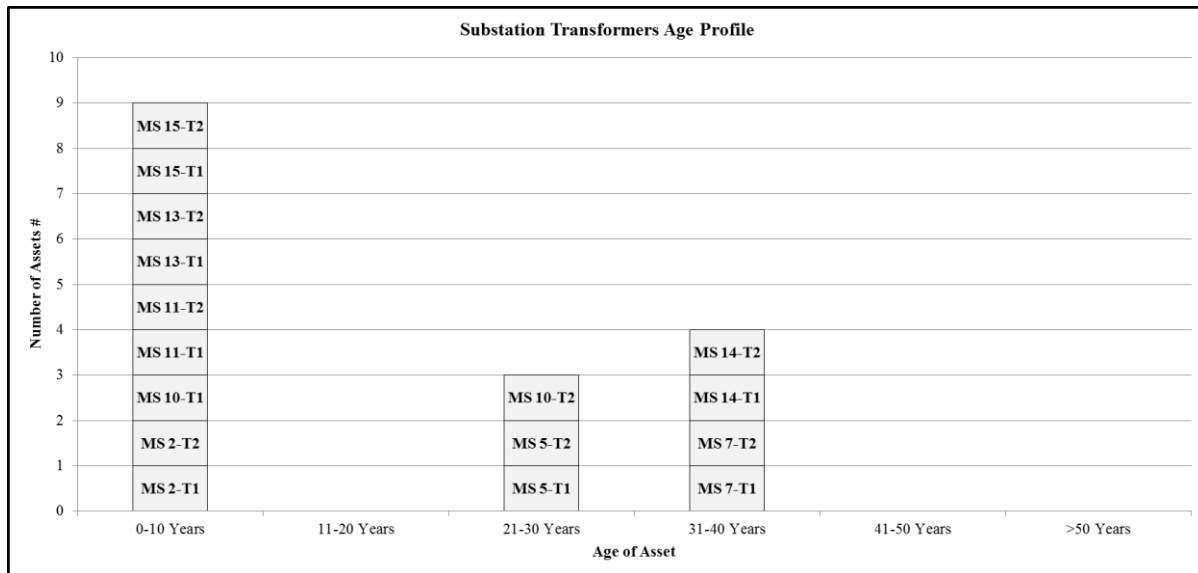 Substation Transformers Age Profile
10
9
8
7
6
5
4
3
2
1
0
Number of Assets #
MS 15-T2
MS 15-T1
MS 13-T2
MS 13-T1
MS 11-T2
MS 11-T1
MS 10-T1
MS 2-T2
MS 2-T1
MS 10-T2
MS 5-T2
MS 5-T1
MS 14-T2
MS 14-T1
MS 7-T2
MS 7-T1
0-10 Years 11-20 Years 21-30 Years 31-40 Years 41-50 Years >50 Years
Age of Asset